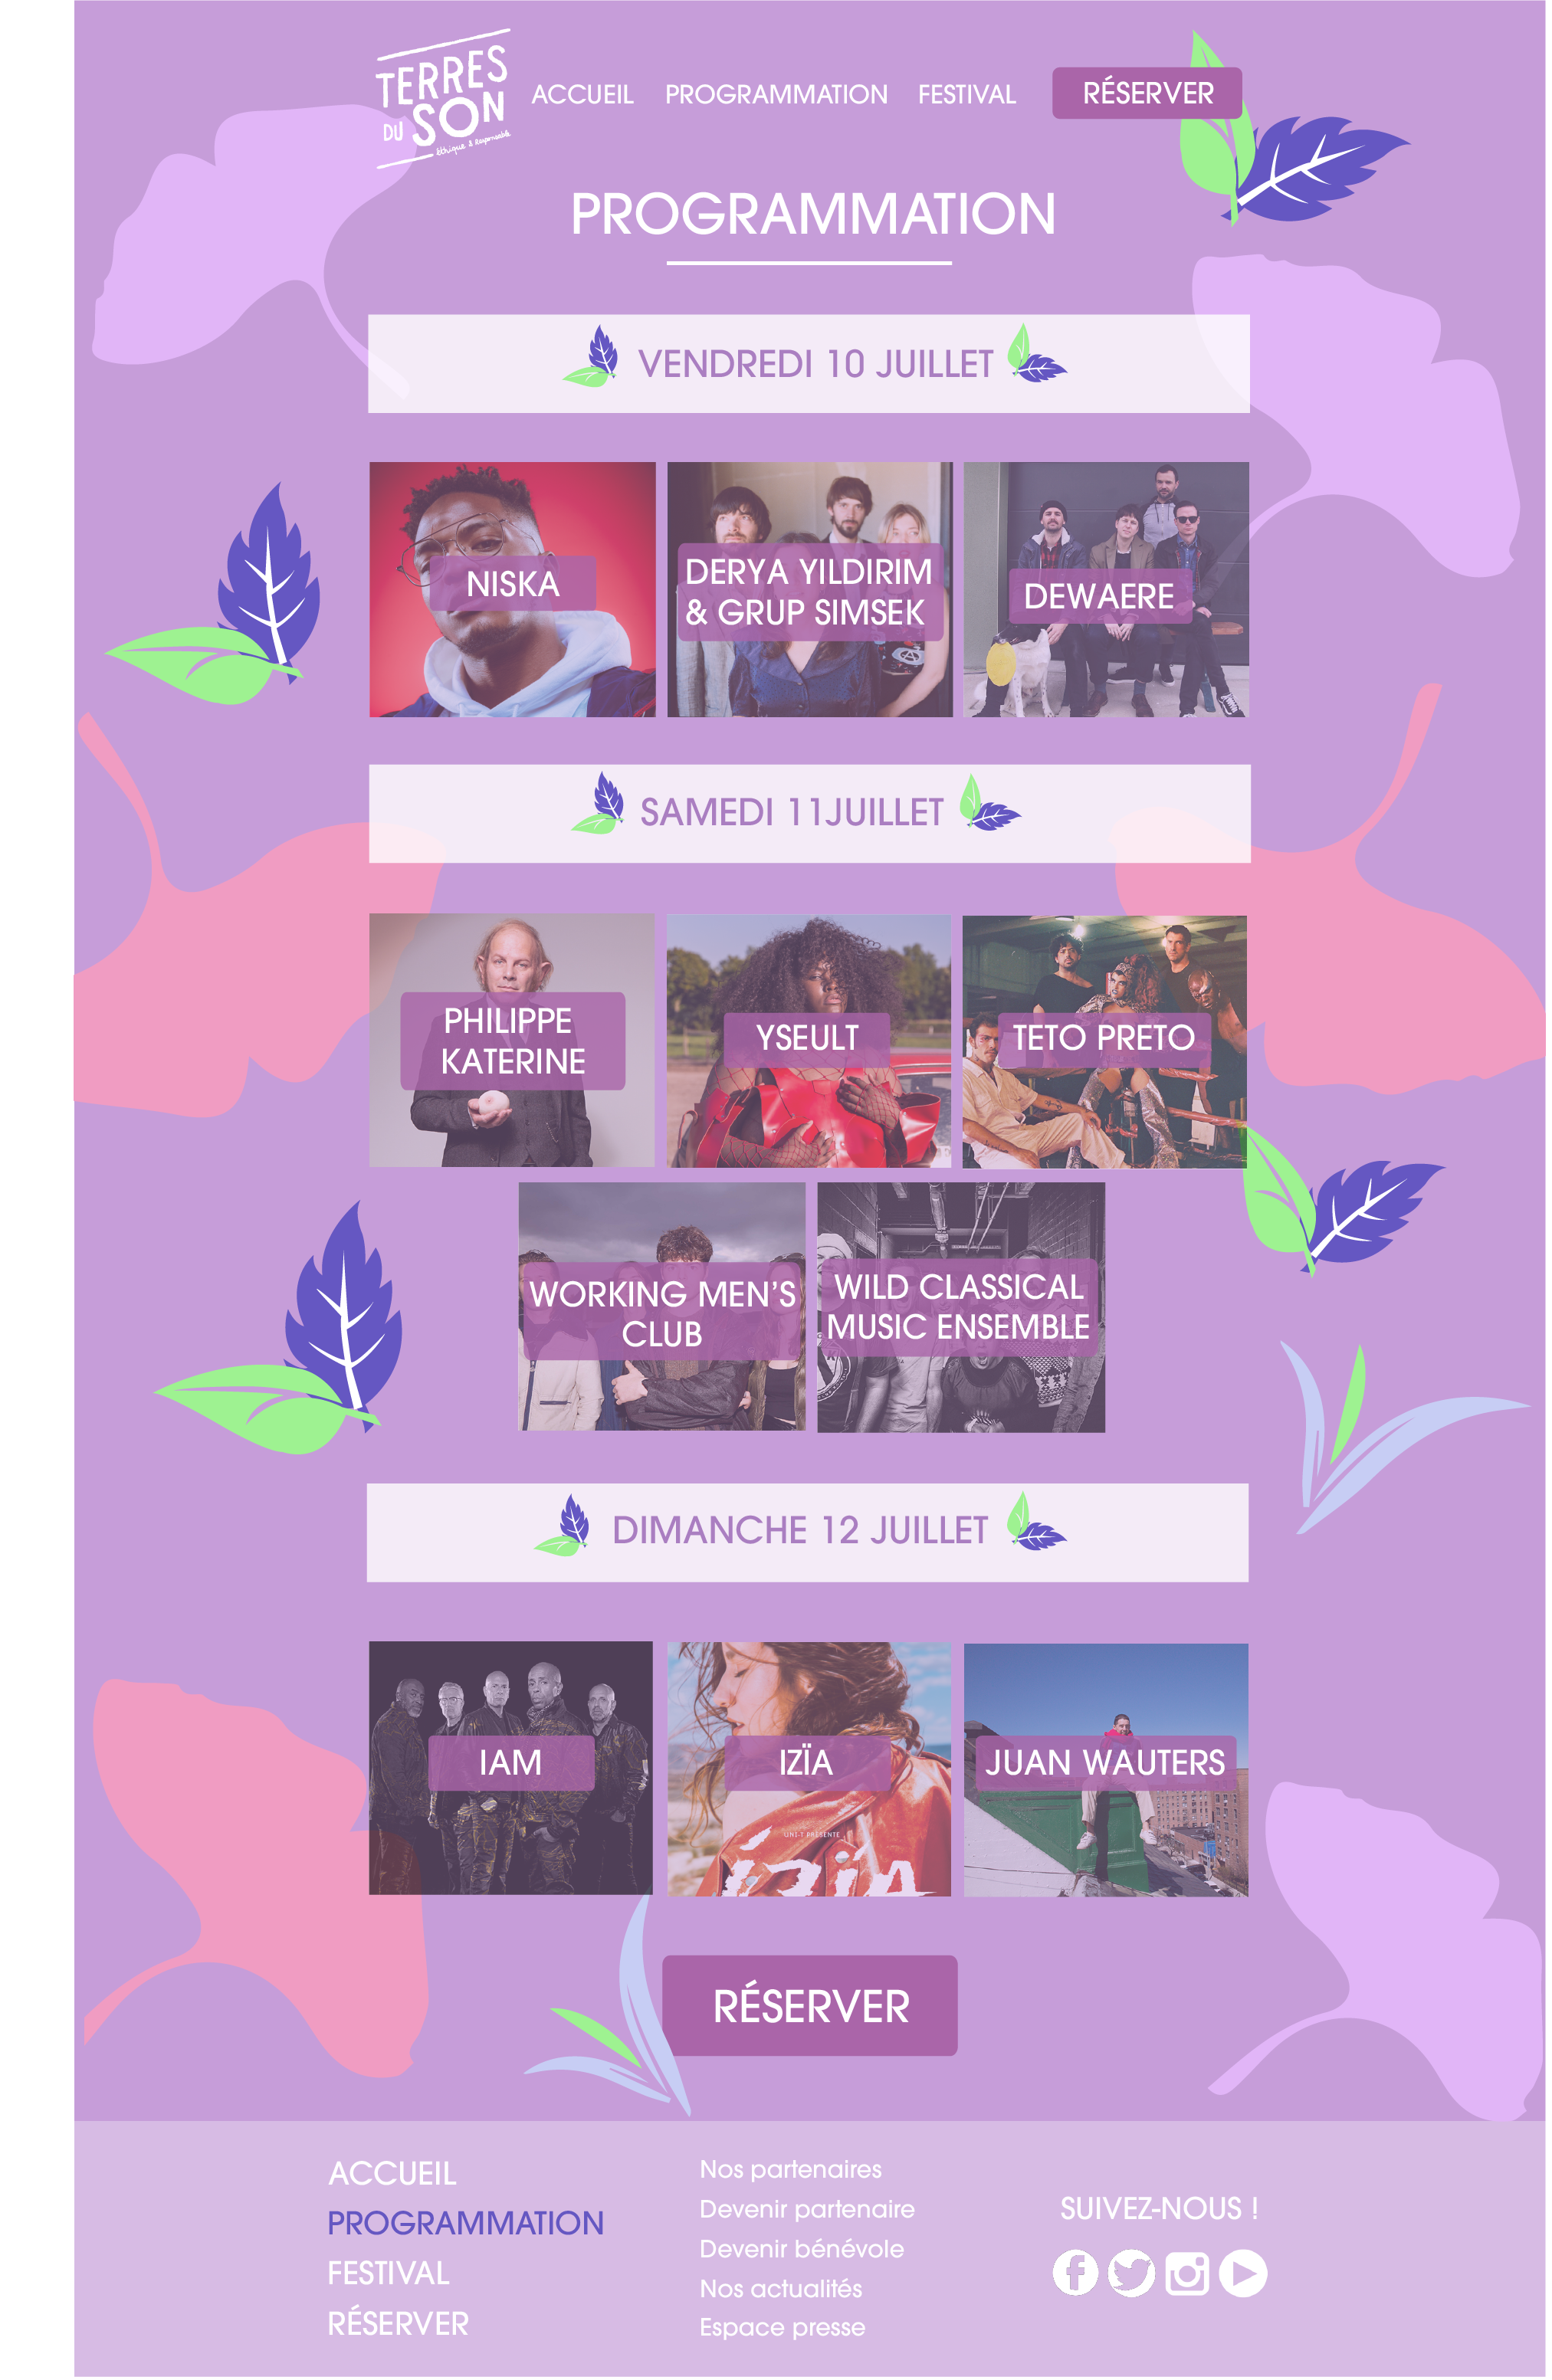 TERRES
DU SON
éthique & responsable
ACCUEIL PROGRAMMATION FESTIVAL RÉSERVER
PROGRAMMATION
VENDREDI 10 JUILLET
NISKA
DERYA YILDIRIM
& GRUP SIMSEK
DEWAERE
SAMEDI 11JUILLET
PHILIPPE
KATERINE
YSEULT
TETO PRETO
WORKING MEN’S
CLUB
WILD CLASSICAL
MUSIC ENSEMBLE
DIMANCHE 12 JUILLET
IAM
IZÏA
JUAN WAUTERS
UNI-T PRÉSENTE
izia
RÉSERVER
ACCUEIL
PROGRAMMATION
FESTIVAL
RÉSERVER
Nos partenaires
Devenir partenaire
Devenir bénévole
Nos actualités
Espace presse
SUIVEZ-NOUS !